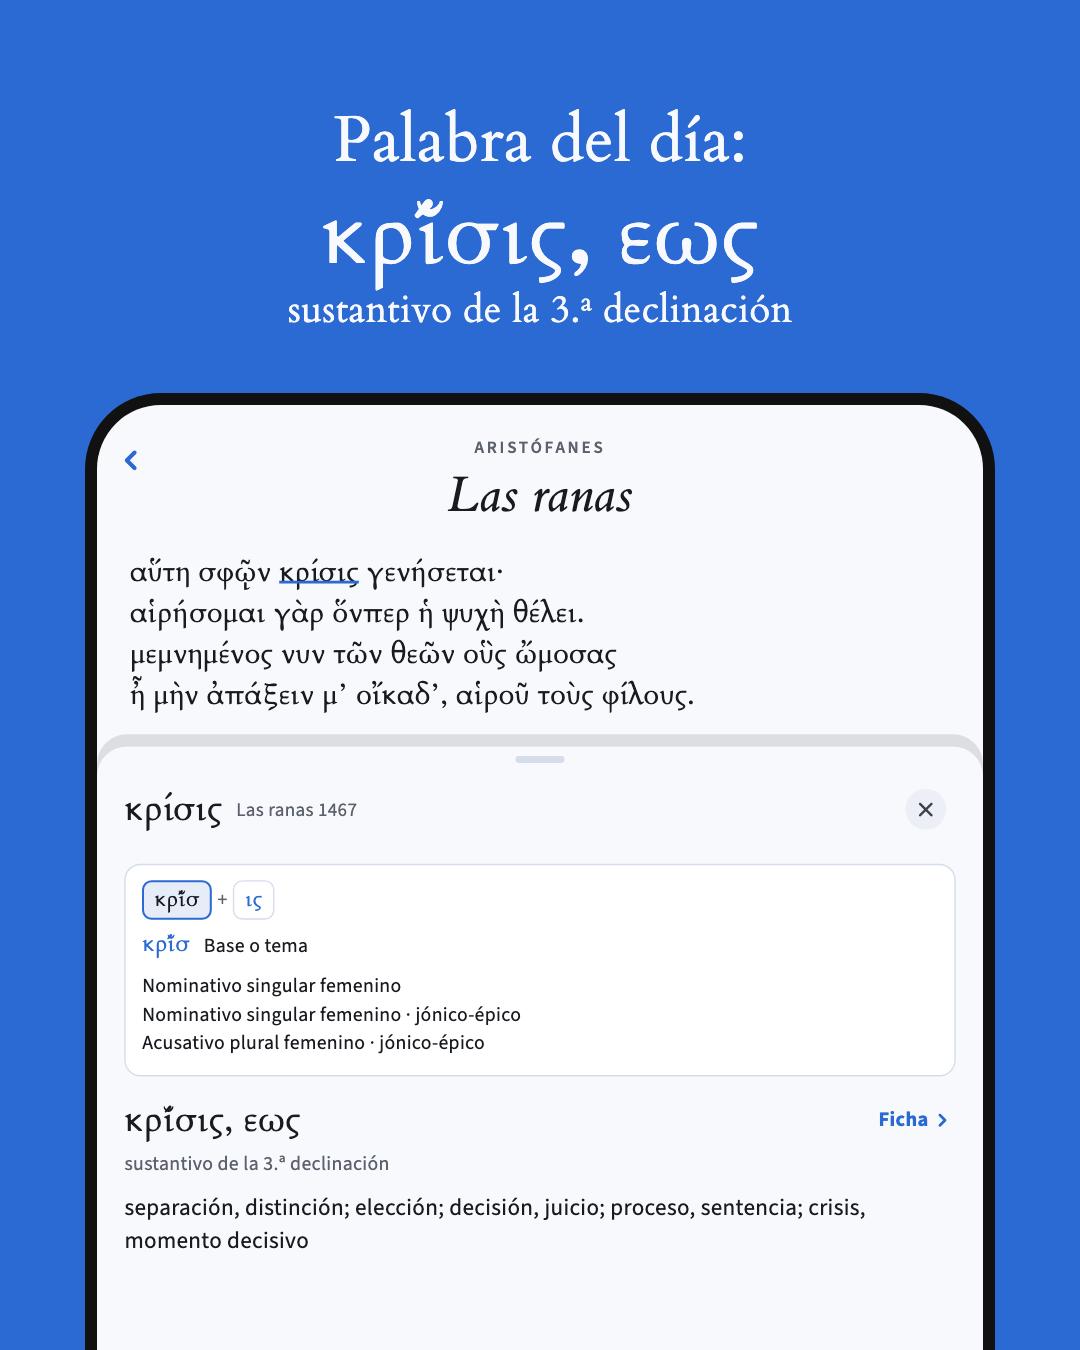 Palabra del día:
κρῐ́σις, εως
sustantivo de la 3.ª declinación
ARISTÓFANES
Las ranas
αὕτη σφῷν κρίσις γενήσεται·
αἱρήσομαι γὰρ ὅνπερ ἡ ψυχὴ θέλει.
μεμνημένος νυν τῶν θεῶν οὓς ὤμοσας
ἦ μὴν ἀπάξειν μ’ οἴκαδ’, αἱροῦ τοὺς φίλους.
κρίσις Las ranas 1467
κρῐ́σ + ις
κρῐ́σ Base o tema
Nominativo singular femenino
Nominativo singular femenino · jónico-épico
Acusativo plural femenino · jónico-épico
κρῐ́σις, εως
Ficha
sustantivo de la 3.ª declinación
separación, distinción; elección; decisión, juicio; proceso, sentencia; crisis,
momento decisivo